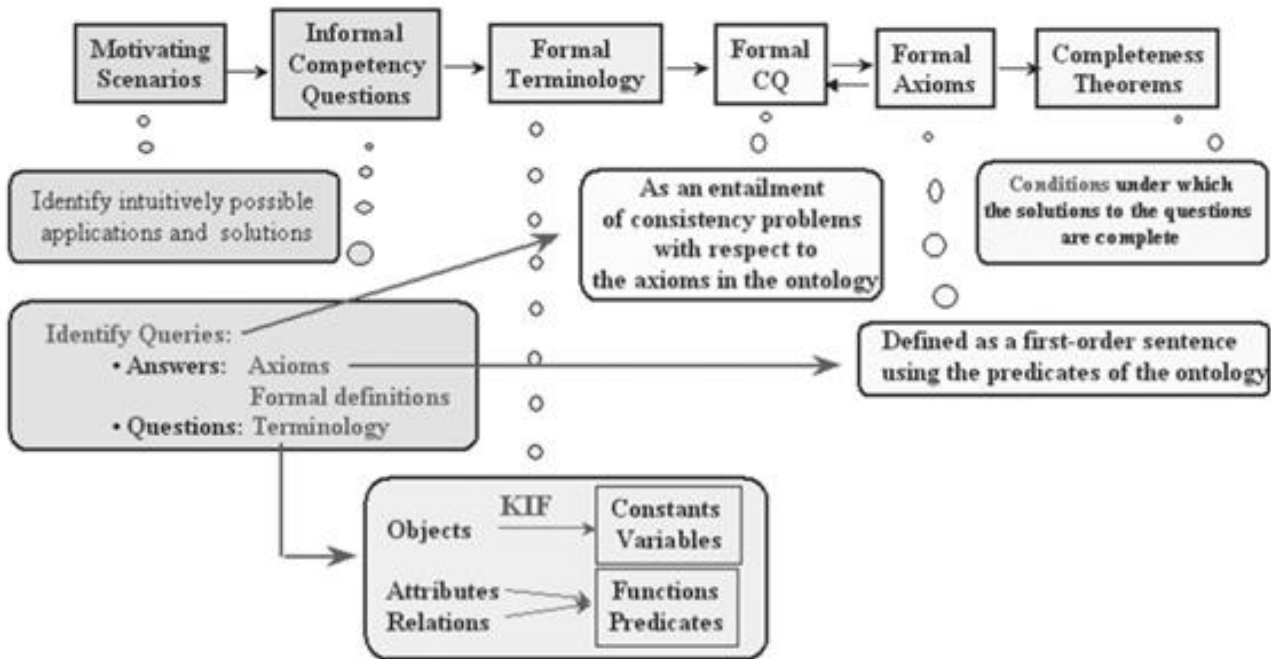 Motivating
Scenarios
Informal
Competency
Questions
Formal
Terminology
Formal
CQ
Formal
Axioms
Completeness
Theorems
Identify intuitively possible
applications and solutions
As an entailment
of consistency problems
with respect to
the axioms in the ontology
Conditions under which
the solutions to the questions
are complete
Identify Queries:
• Answers: Axioms
Formal definitions
• Questions: Terminology
Defined as a first-order sentence
using the predicates of the ontology
KIF
Objects
Constants
Variables
Attributes
Relations
Functions
Predicates